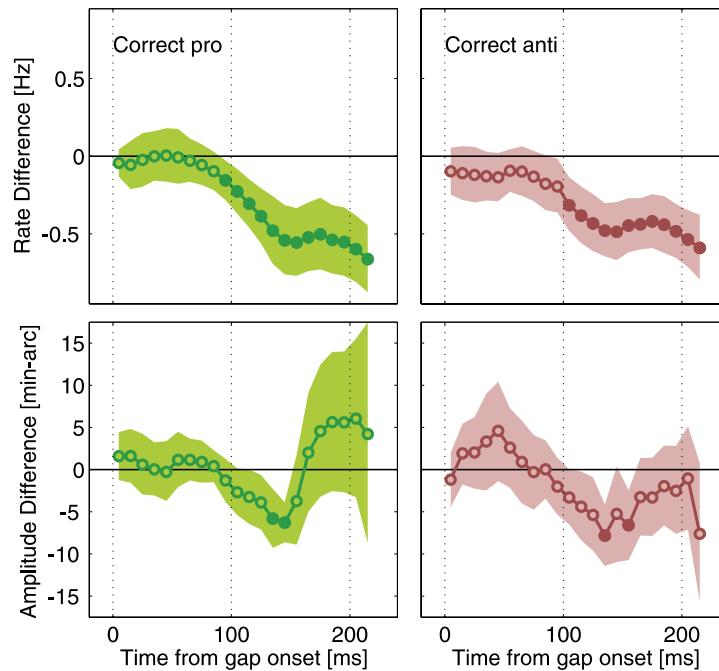 Correct pro
Correct anti
Rate Difference [Hz]
0.5
0
-0.5
Amplitude Difference [min-arc]
15
10
5
0
-5
-10
-15
0 100 200
0 100 200
Time from gap onset [ms]
Time from gap onset [ms]